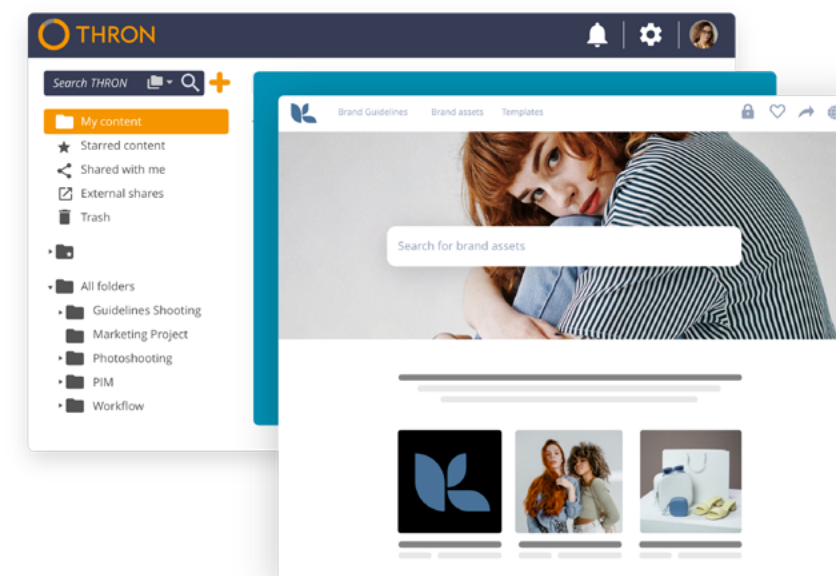 THRON
Search THRON
My content
Starred content
Shared with me
External shares
Trash
All folders
Guidelines Shooting
Marketing Project
Photoshooting
PIM
Workflow
Brand Guidelines Brand assets Templates
Search for brand assets